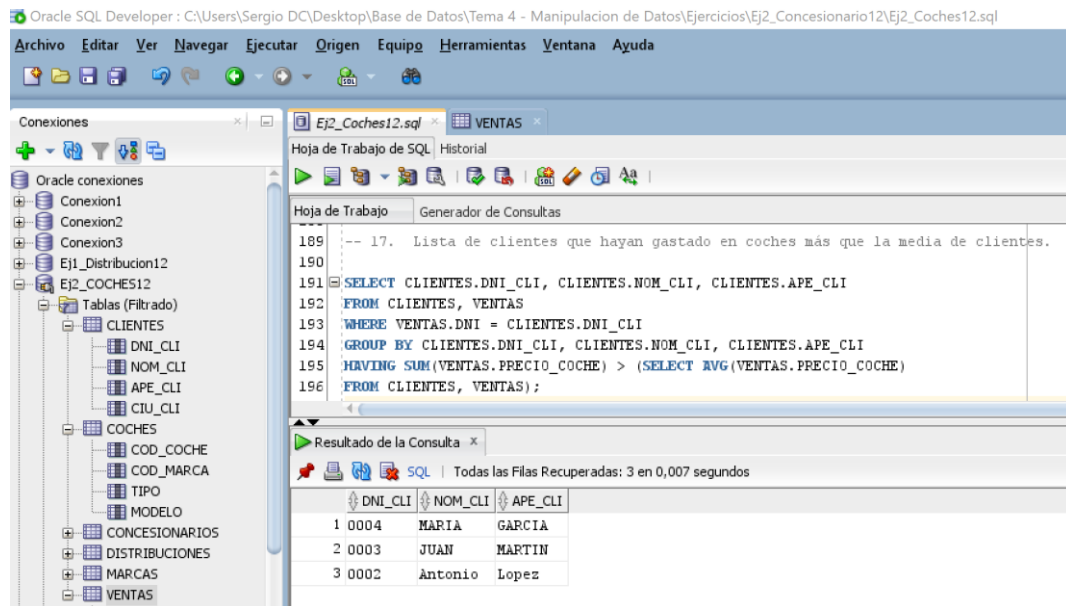 Oracle SQL Developer : C:\Users\Sergio DC\Desktop\Base de Datos\Tema 4 - Manipulacion de Datos\Ejercicios\Ej2_Concesionario12\Ej2_Coches12.sql
Archivo Editar Ver Navegar Ejecutar Origen Equipo Herramientas Ventana Ayuda
Conexiones
Oracle conexiones
Conexion1
Conexion2
Conexion3
Ej1_Distribucion12
Ej2_COCHES12
Tablas (Filtrado)
CLIENTES
DNI_CLI
NOM_CLI
APE_CLI
CIU_CLI
COCHES
COD_COCHE
COD_MARCA
TIPO
MODELO
CONCESIONARIOS
DISTRIBUCIONES
MARCAS
VENTAS
Ej2_Coches12.sql VENTAS
Hoja de Trabajo de SQL Historial
Hoja de Trabajo Generador de Consultas
189 -- 17. Lista de clientes que hayan gastado en coches más que la media de clientes.
190
191 SELECT CLIENTES.DNI_CLI, CLIENTES.NOM_CLI, CLIENTES.APE_CLI
192 FROM CLIENTES, VENTAS
193 WHERE VENTAS.DNI = CLIENTES.DNI_CLI
194 GROUP BY CLIENTES.DNI_CLI, CLIENTES.NOM_CLI, CLIENTES.APE_CLI
195 HAVING SUM(VENTAS.PRECIO_COCHE) > (SELECT AVG(VENTAS.PRECIO_COCHE)
196 FROM CLIENTES, VENTAS);
Resultado de la Consulta
SQL | Todas las Filas Recuperadas: 3 en 0,007 segundos
DNI_CLI NOM_CLI APE_CLI
1 0004 MARIA GARCIA
2 0003 JUAN MARTIN
3 0002 Antonio Lopez